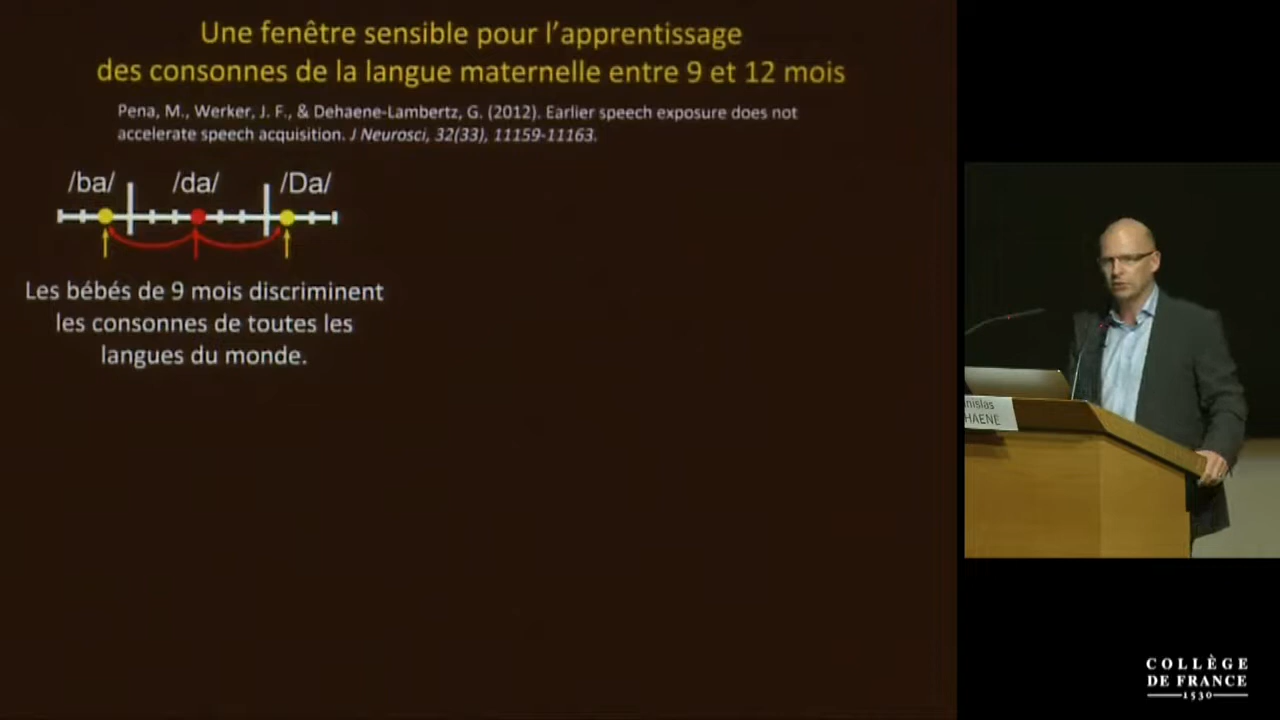 Une fenêtre sensible pour l'apprentissage
des consonnes de la langue maternelle entre 9 et 12 mois
Pena, M., Werker, J. F., & Dehaene-Lambertz, G. (2012). Earlier speech exposure does not
accelerate speech acquisition. J Neurosci, 32(33), 11159-11163.
/ba/ /da/ /Da/
Les bébés de 9 mois discriminent
les consonnes de toutes les
langues du monde.
nislas
HAENE
COLLÈGE
DE FRANCE
1530